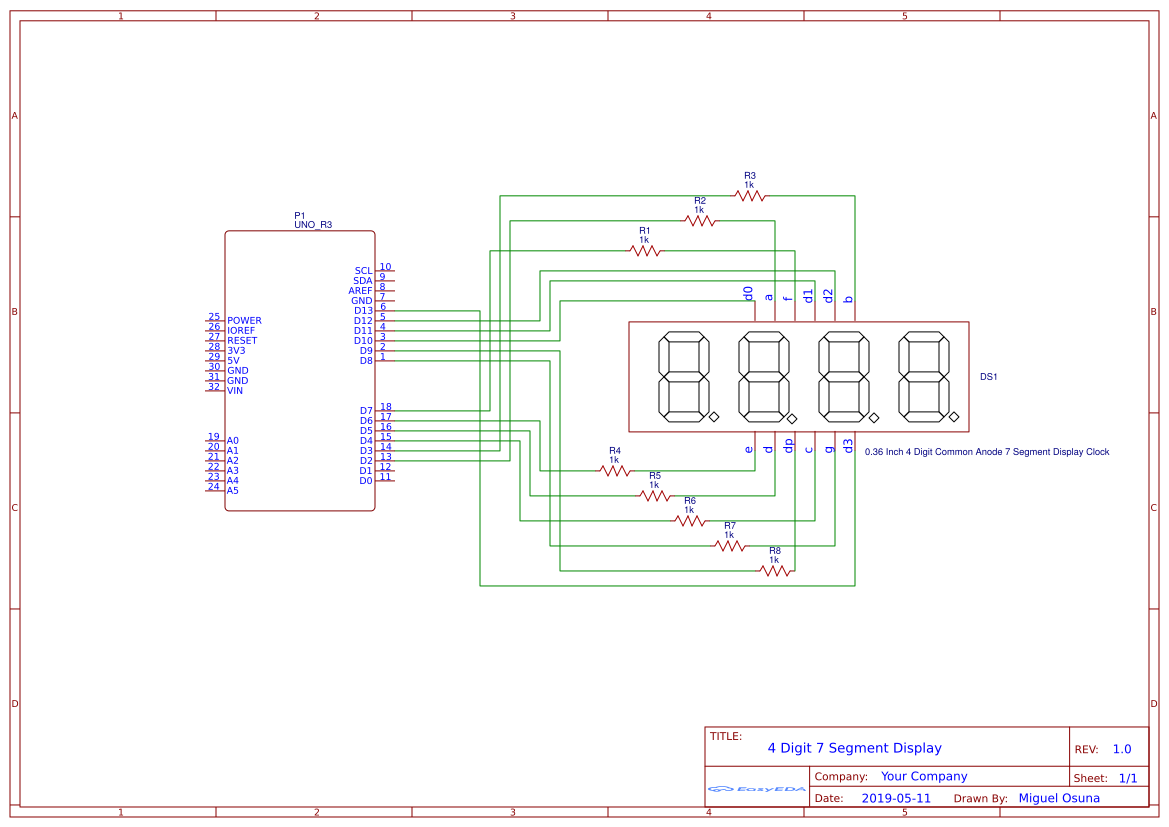 1 2 3 4 5
A A
R3
1k
R2
1k
P1
UNO_R3
R1
1k
SCL 10
SDA 9
AREF 8
GND 7
D13 6
D12 5
D11 4
D10 3
D9 2
D8 1
d0 a f d1 d2 b
B B
25 POWER
26 IOREF
27 RESET
28 3V3
29 5V
30 GND
31 GND
32 VIN
DS1
D7 18
D6 17
D5 16
D4 15
D3 14
D2 13
D1 12
D0 11
19 A0
20 A1
21 A2
22 A3
23 A4
24 A5
e d dp c g d3
0.36 Inch 4 Digit Common Anode 7 Segment Display Clock
R4
1k
R5
1k
R6
1k
C C
R7
1k
R8
1k
D D
TITLE:
4 Digit 7 Segment Display
REV: 1.0
Company: Your Company
Sheet: 1/1
EasyEDA
Date: 2019-05-11 Drawn By: Miguel Osuna
1 2 3 4 5